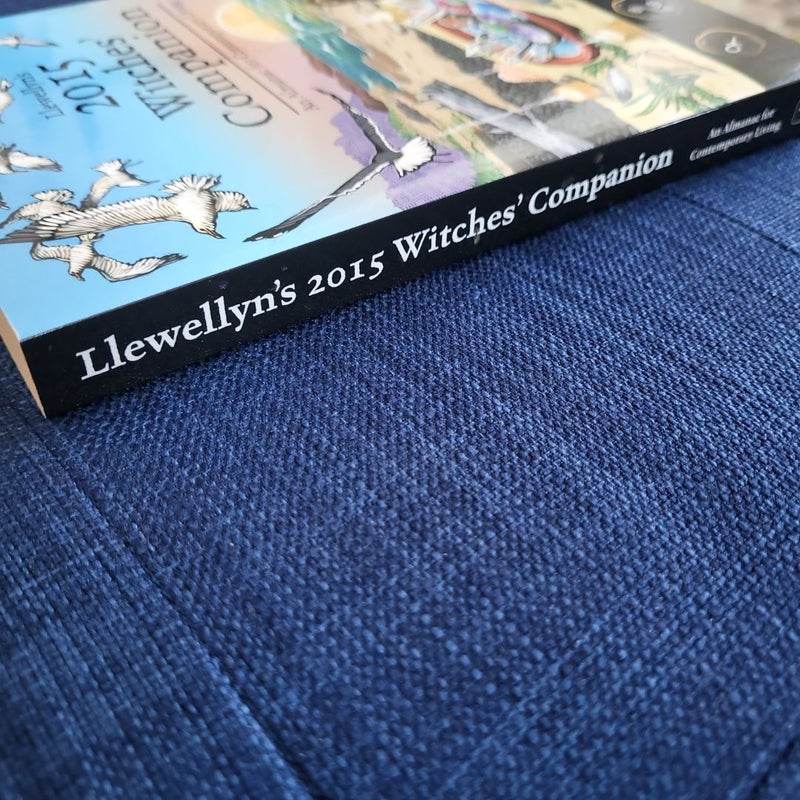 Llewellyn's
2015
Witches'
Companion
Llewellyn's 2015 Witches' Companion
An Almanac for
Contemporary Living